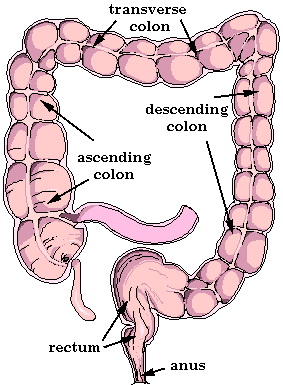 transverse
colon
descending
colon
ascending
colon
rectum
anus